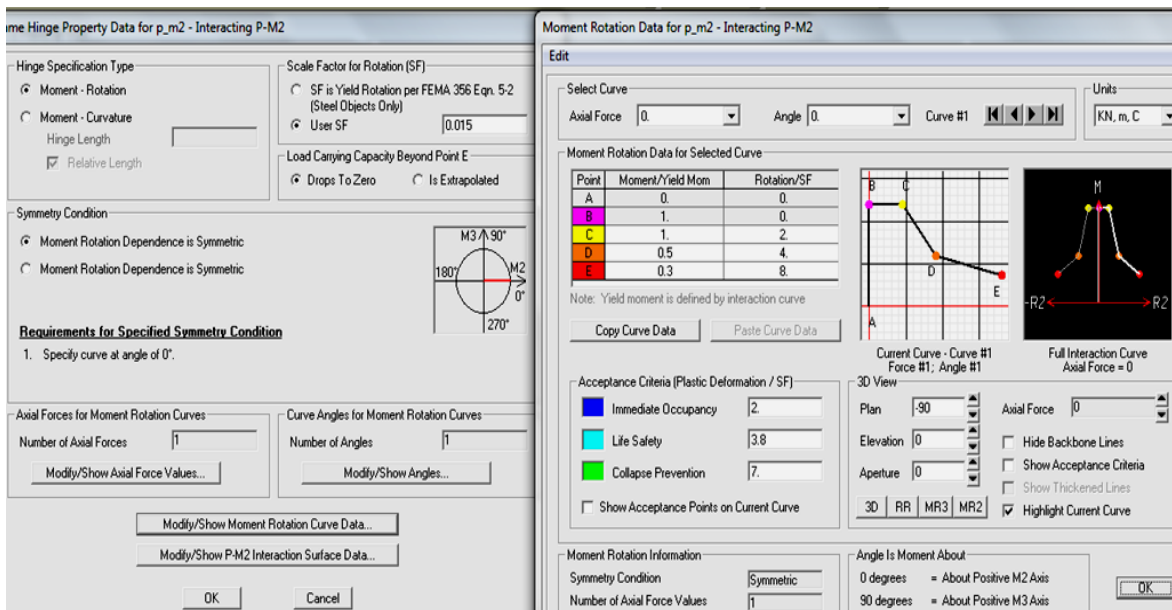 me Hinge Property Data for p_m2 - Interacting P-M2
Hinge Specification Type
Moment - Rotation
Moment - Curvature
Hinge Length
Relative Length
Scale Factor for Rotation (SF)
SF is Yield Rotation per FEMA 356 Eqn. 5-2
(Steel Objects Only)
User SF 0.015
Load Carrying Capacity Beyond Point E
Drops To Zero Is Extrapolated
Symmetry Condition
Moment Rotation Dependence is Symmetric
Moment Rotation Dependence is Symmetric
M3 90°
180° M2
0°
270°
Requirements for Specified Symmetry Condition
1. Specify curve at angle of 0°.
Axial Forces for Moment Rotation Curves
Number of Axial Forces 1
Modify/Show Axial Force Values...
Curve Angles for Moment Rotation Curves
Number of Angles 1
Modify/Show Angles...
Modify/Show Moment Rotation Curve Data...
Modify/Show P-M2 Interaction Surface Data...
OK Cancel
Moment Rotation Data for p_m2 - Interacting P-M2
Edit
Select Curve
Axial Force 0. Angle 0. Curve #1
Units
KN, m, C
Moment Rotation Data for Selected Curve
Point Moment/Yield Mom Rotation/SF
A 0. 0.
B 1. 0.
C 1. 2.
D 0.5 4.
E 0.3 8.
Note: Yield moment is defined by interaction curve
Copy Curve Data Paste Curve Data
B C
D
E
A
Current Curve - Curve #1
Force #1; Angle #1
M
-R2 R2
Full Interaction Curve
Axial Force = 0
Acceptance Criteria (Plastic Deformation / SF)
Immediate Occupancy 2.
Life Safety 3.8
Collapse Prevention 7.
Show Acceptance Points on Current Curve
3D View
Plan -90 Axial Force 0
Elevation 0 Hide Backbone Lines
Aperture 0 Show Acceptance Criteria
Show Thickened Lines
3D RR MR3 MR2 Highlight Current Curve
Moment Rotation Information
Symmetry Condition Symmetric
Number of Axial Force Values 1
Angle Is Moment About
0 degrees = About Positive M2 Axis
90 degrees = About Positive M3 Axis
OK